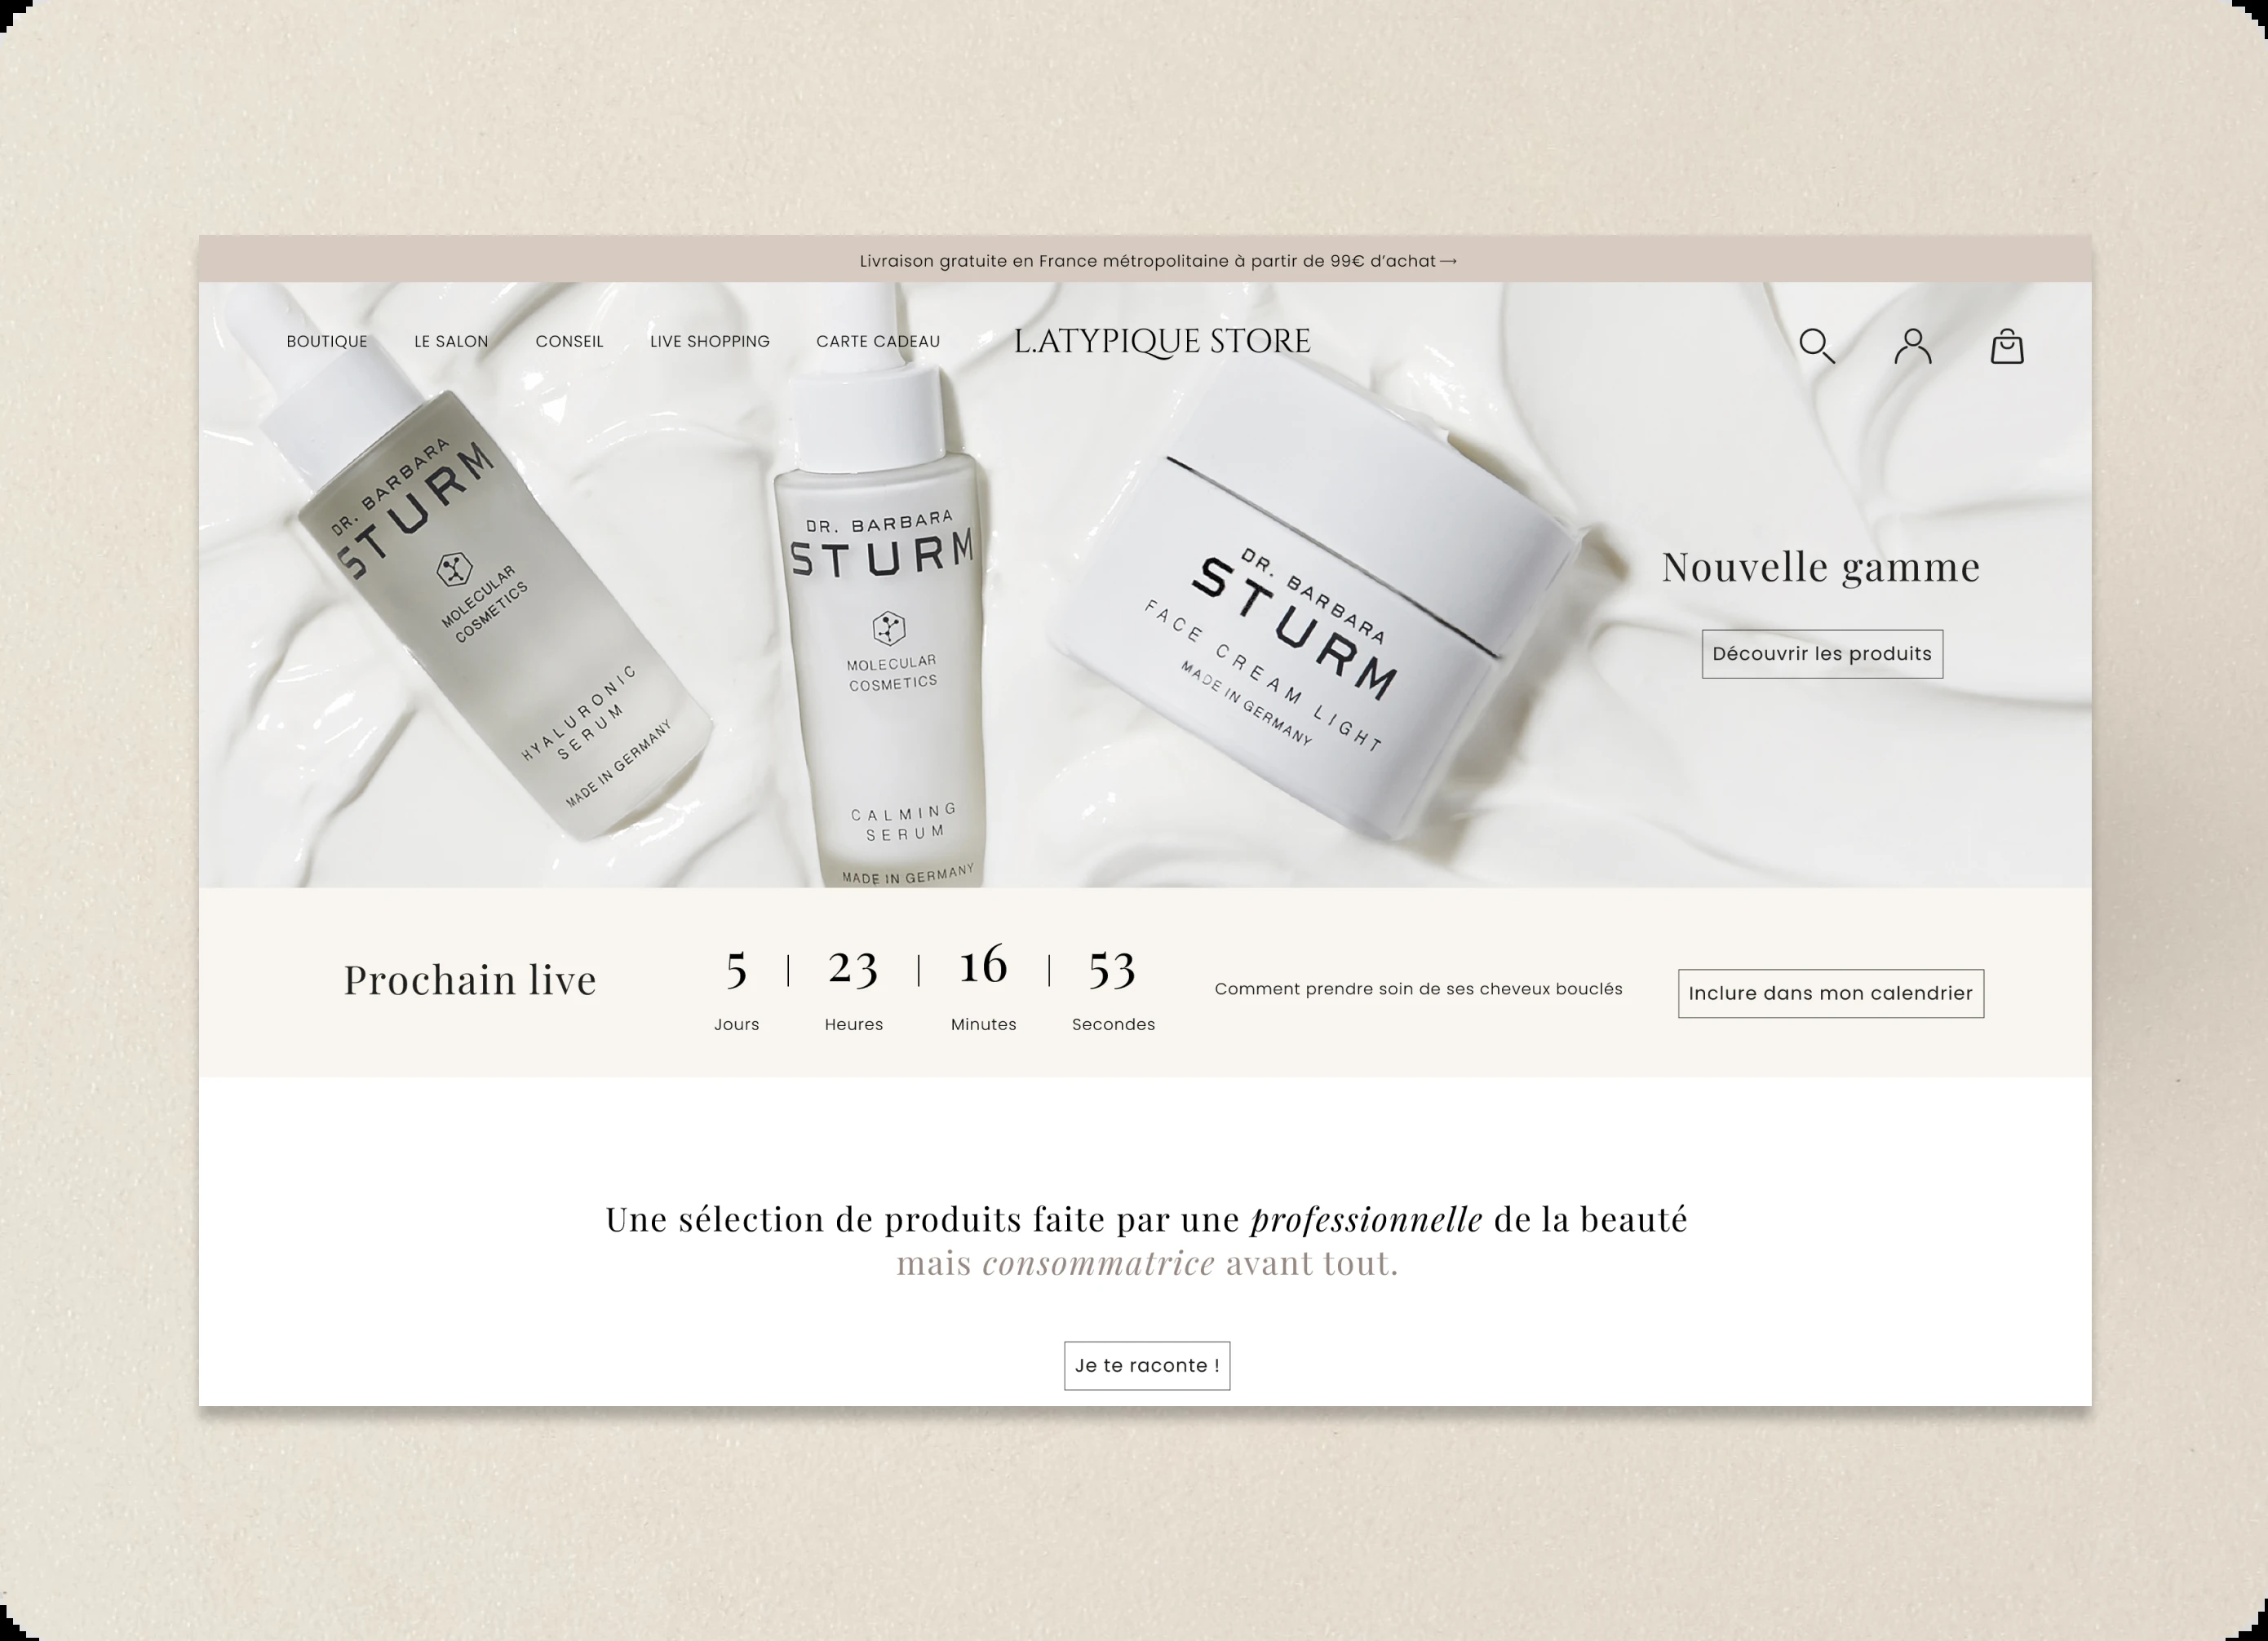 Livraison gratuite en France métropolitaine à partir de 99€ d'achat→
BOUTIQUE LE SALON CONSEIL LIVE SHOPPING CARTE CADEAU L.ATYPIQUE STORE
DR. BARBARA
STURM
MOLECULAR
COSMETICS
HYALURONIC
SERUM
MADE IN GERMANY
DR. BARBARA
STURM
MOLECULAR
COSMETICS
CALMING
SERUM
MADE IN GERMANY
DR. BARBARA
STURM
FACE CREAM LIGHT
MADE IN GERMANY
Nouvelle gamme
Découvrir les produits
Prochain live
5 | 23 | 16 | 53
Jours Heures Minutes Secondes
Comment prendre soin de ses cheveux bouclés
Inclure dans mon calendrier
Une sélection de produits faite par une professionnelle de la beauté
mais consommatrice avant tout.
Je te raconte !